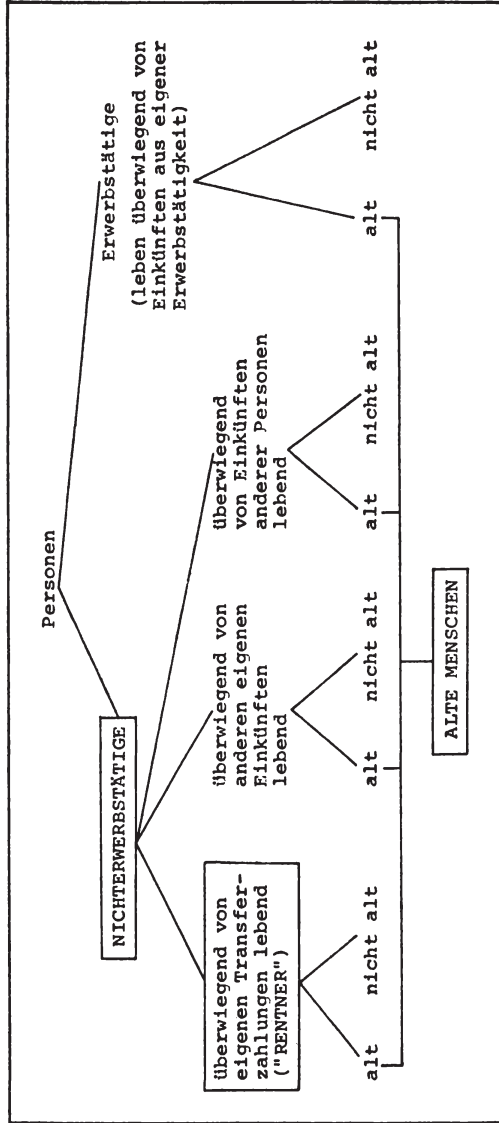 Personen
NICHTERWERBSTÄTIGE
Erwerbstätige
(leben überwiegend von
Einkünften aus eigener
Erwerbstätigkeit)
überwiegend von
eigenen Transfer-
zahlungen lebend
("RENTNER")
überwiegend von
anderen eigenen
Einkünften
lebend
überwiegend
von Einkünften
anderer Personen
lebend
alt nicht alt alt nicht alt alt nicht alt alt nicht alt
ALTE MENSCHEN